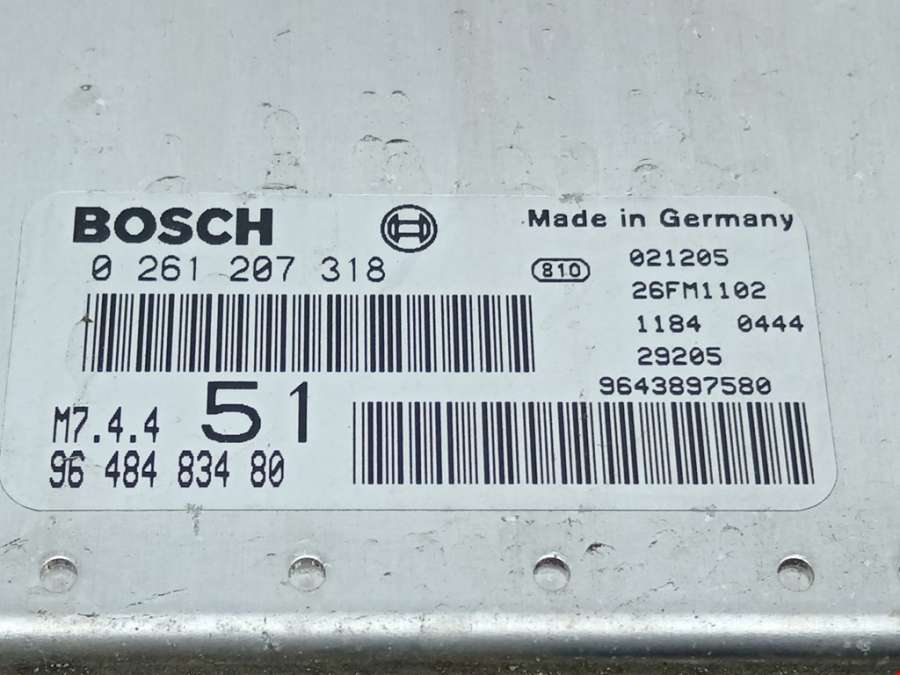 BOSCH
Made in Germany
0 261 207 318
810
021205
26FM1102
1184 0444
29205
9643897580
M7.4.4 51
96 484 834 80